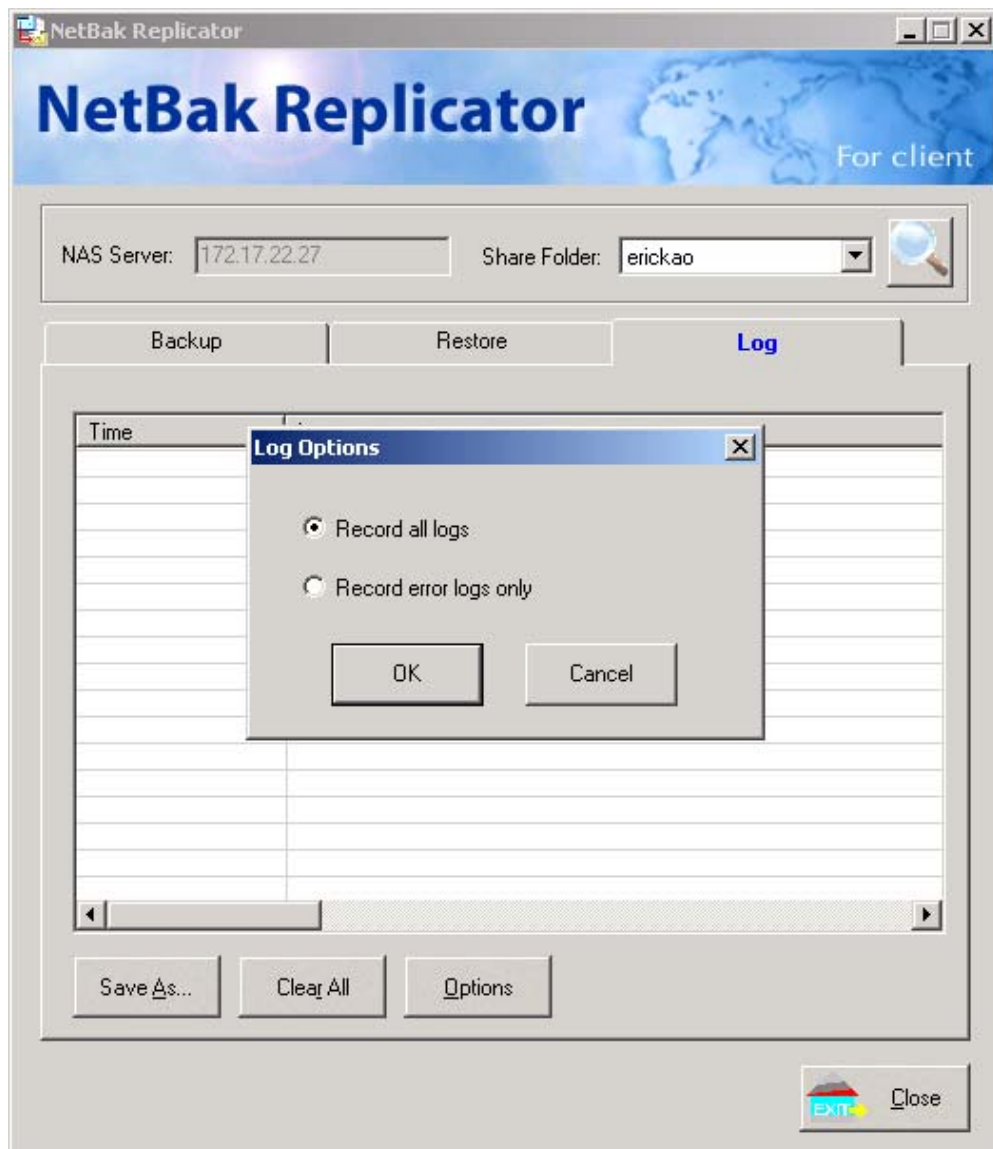 NetBak Replicator
NetBak Replicator
For client
NAS Server: 172.17.22.27 Share Folder: erickao
Backup Restore Log
Time
Log Options
Record all logs
Record error logs only
OK Cancel
Save As... Clear All Options
EXIT Close